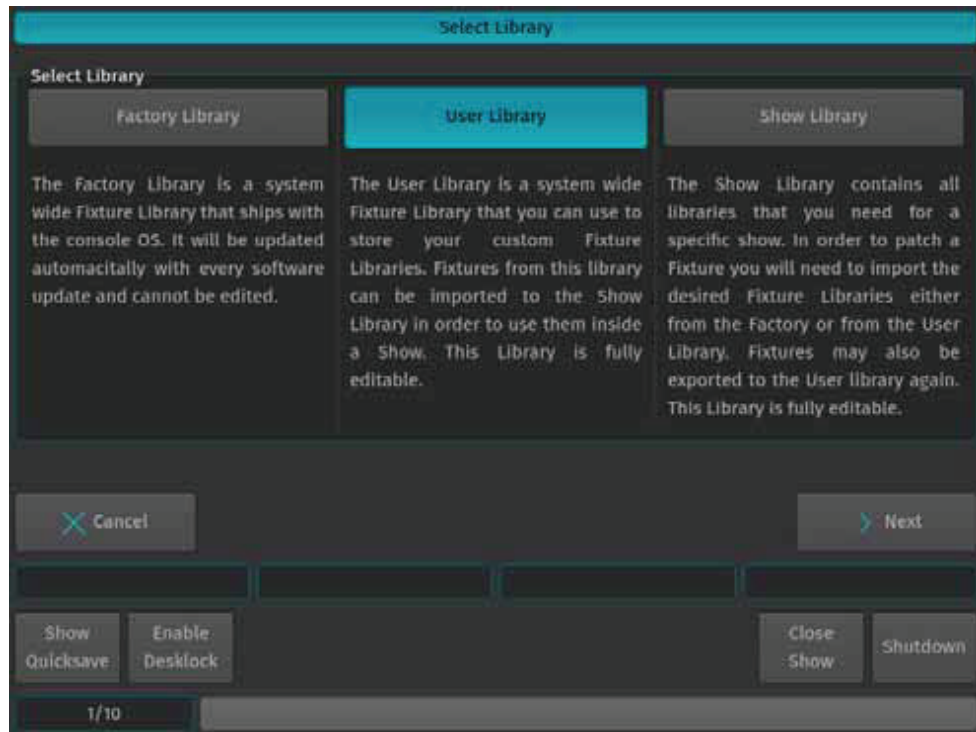 Select Library
Select Library
Factory Library
User Library
Show Library
The Factory Library is a system
wide Fixture Library that ships with
the console OS. It will be updated
automacitally with every software
update and cannot be edited.
The User Library is a system wide
Fixture Library that you can use to
store your custom Fixture
Libraries. Fixtures from this library
can be imported to the Show
Library in order to use them inside
a Show. This Library is fully
editable.
The Show Library contains all
libraries that you need for a
specific show. In order to patch a
Fixture you will need to import the
desired Fixture Libraries either
from the Factory or from the User
Library. Fixtures may also be
exported to the User library again.
This Library is fully editable.
Cancel
Next
Show
Quicksave
Enable
Desklock
Close
Show
Shutdown
1/10